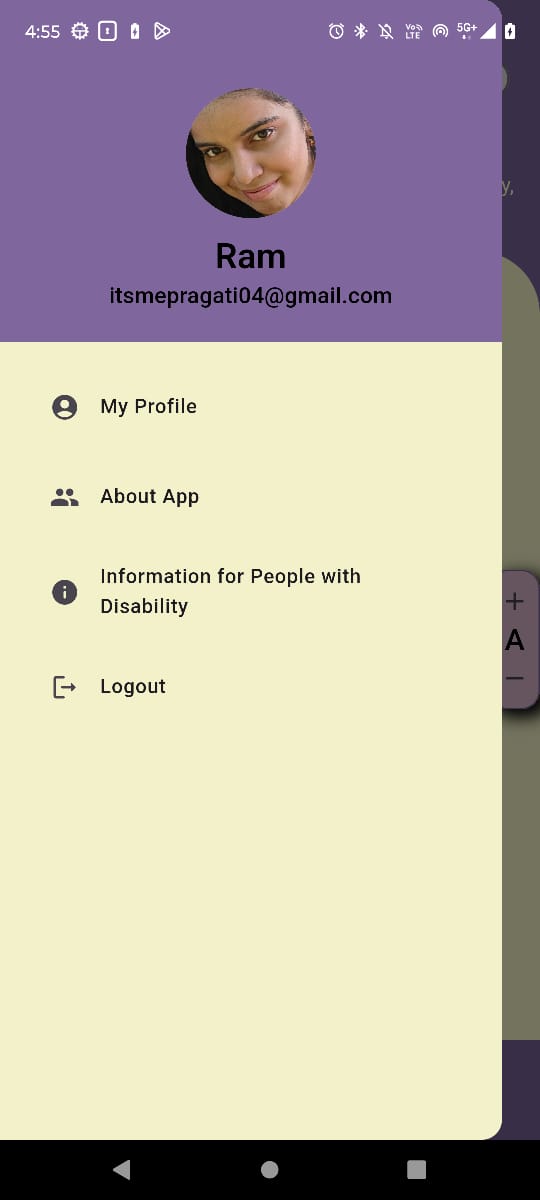 4:55
Vo)) LTE
5G+
Ram
itsmepragati04@gmail.com
y,
My Profile
About App
Information for People with
Disability
+
A
−
Logout